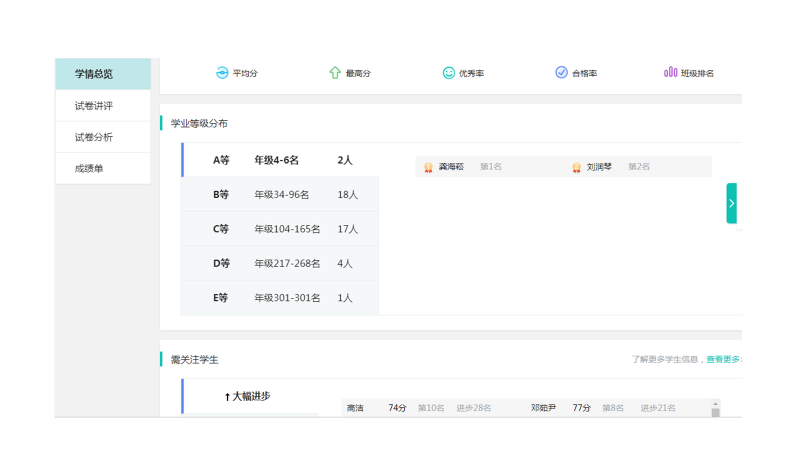 学情总览
试卷讲评
试卷分析
成绩单
平均分 最高分 优秀率 合格率 班级排名
学业等级分布
A等 年级4-6名 2人
B等 年级34-96名 18人
C等 年级104-165名 17人
D等 年级217-268名 4人
E等 年级301-301名 1人
龚海菘 第1名 刘润琴 第2名
需关注学生
了解更多学生信息，查看更多
↑大幅进步
高洁 74分 第10名 进步28名 邓茹尹 77分 第8名 进步21名